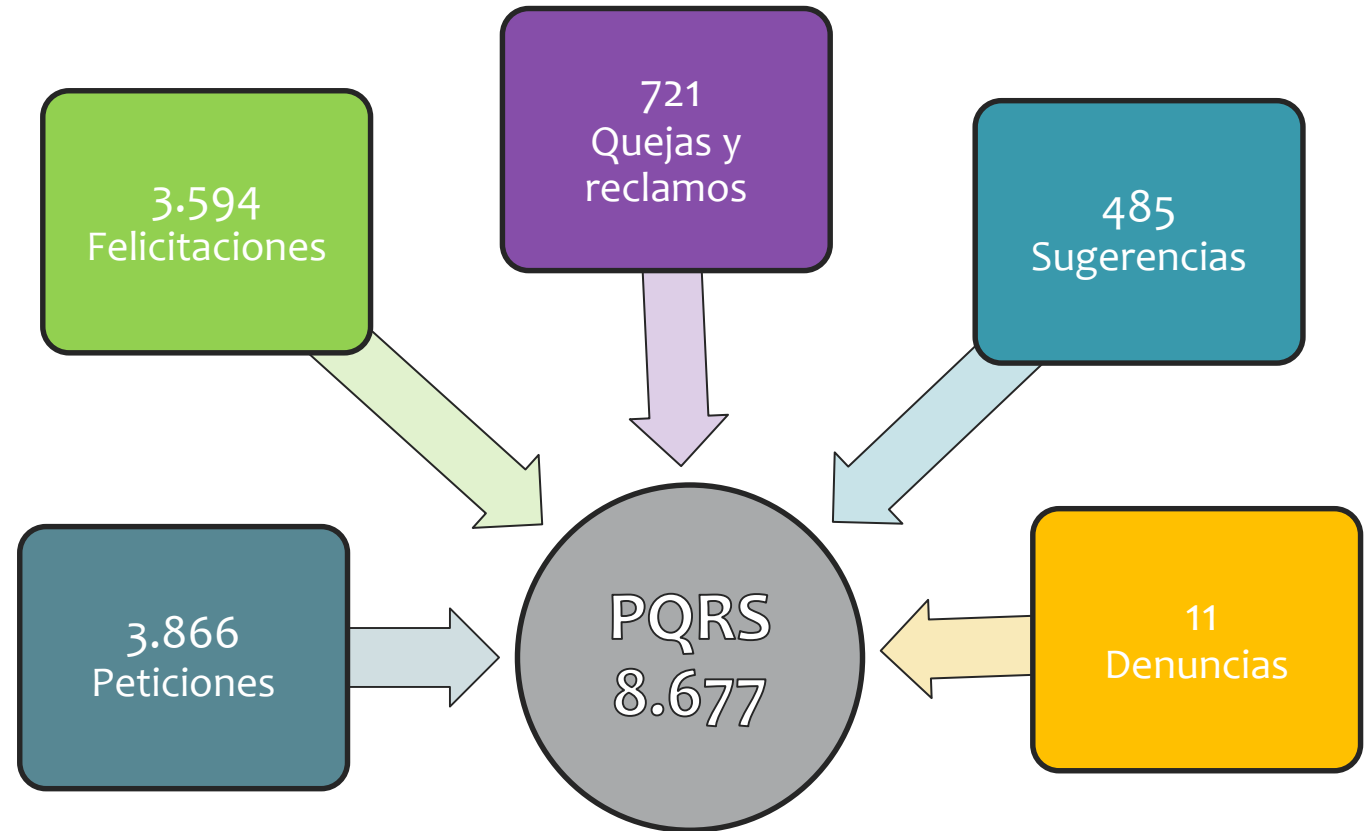 721
Quejas y
reclamos
3.594
Felicitaciones
485
Sugerencias
3.866
Peticiones
PQRS
8.677
11
Denuncias